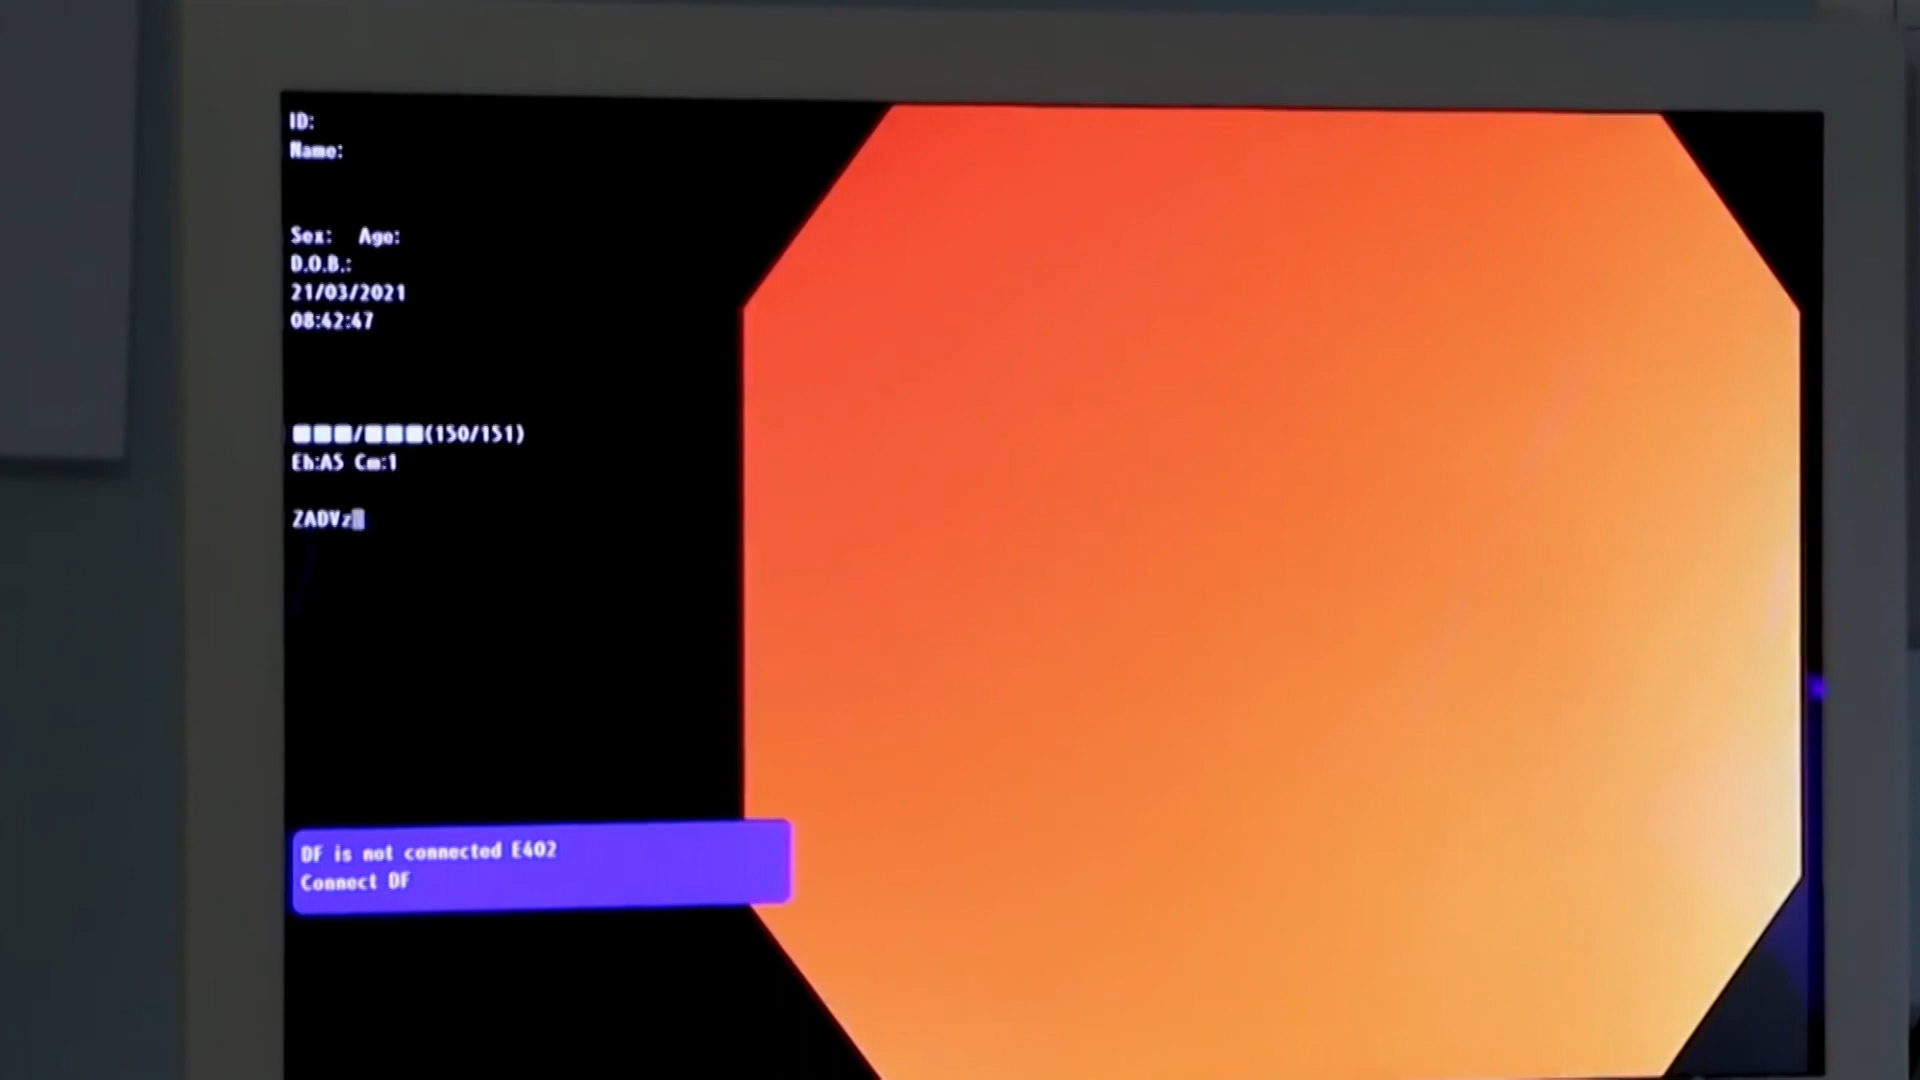 ID:
Name:
Sex: Age:
D.O.B.:
21/03/2021
08:42:47
■■■/■■■(150/151)
Eh:A5 Cm:1
ZADVz
DF is not connected E402
Connect DF